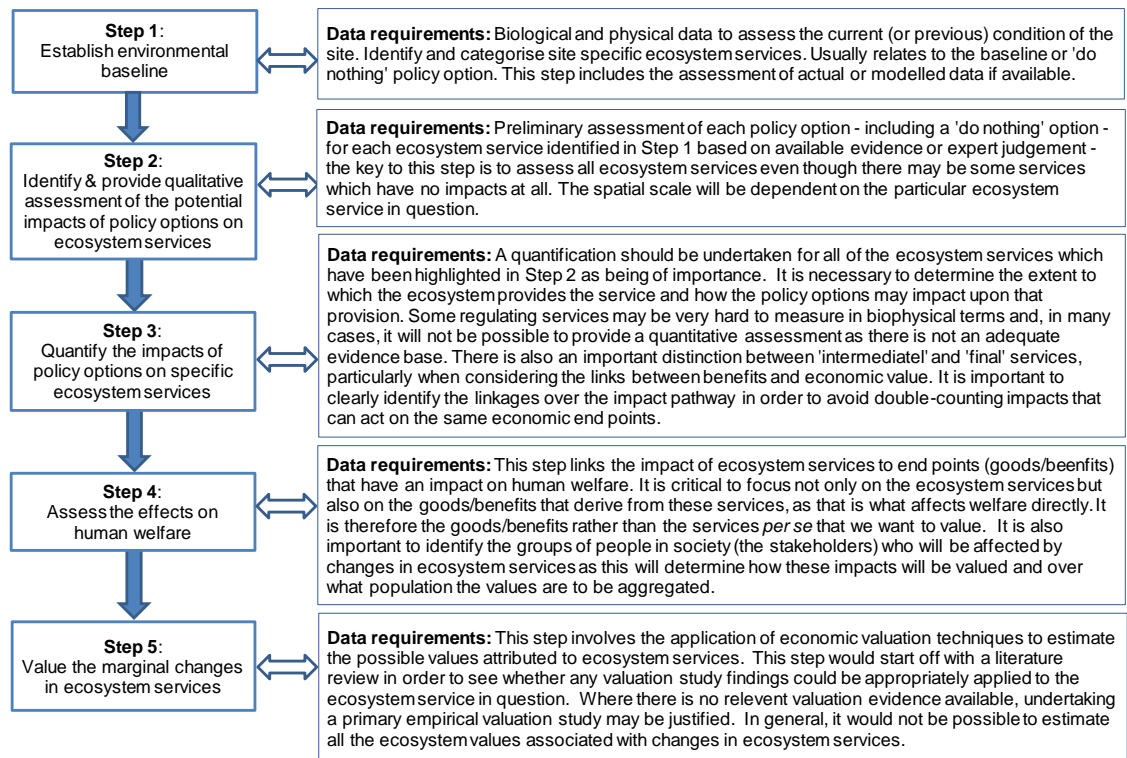 Step 1:
Establish environmental
baseline
Data requirements: Biological and physical data to assess the current (or previous) condition of the
site. Identify and categorise site specific ecosystem services. Usually relates to the baseline or 'do
nothing' policy option. This step includes the assessment of actual or modelled data if available.
Step 2:
Identify & provide qualitative
assessment of the potential
impacts of policy options on
ecosystem services
Data requirements: Preliminary assessment of each policy option - including a 'do nothing' option -
for each ecosystem service identified in Step 1 based on available evidence or expert judgement -
the key to this step is to assess all ecosystem services even though there may be some services
which have no impacts at all. The spatial scale will be dependent on the particular ecosystem
service in question.
Step 3:
Quantify the impacts of
policy options on specific
ecosystem services
Data requirements: A quantification should be undertaken for all of the ecosystem services which
have been highlighted in Step 2 as being of importance. It is necessary to determine the extent to
which the ecosystem provides the service and how the policy options may impact upon that
provision. Some regulating services may be very hard to measure in biophysical terms and, in many
cases, it will not be possible to provide a quantitative assessment as there is not an adequate
evidence base. There is also an important distinction between 'intermediatel' and 'final' services,
particularly when considering the links between benefits and economic value. It is important to
clearly identify the linkages over the impact pathway in order to avoid double-counting impacts that
can act on the same economic end points.
Step 4:
Assess the effects on
human welfare
Data requirements: This step links the impact of ecosystem services to end points (goods/beenfits)
that have an impact on human welfare. It is critical to focus not only on the ecosystem services but
also on the goods/benefits that derive from these services, as that is what affects welfare directly. It
is therefore the goods/benefits rather than the services per se that we want to value. It is also
important to identify the groups of people in society (the stakeholders) who will be affected by
changes in ecosystem services as this will determine how these impacts will be valued and over
what population the values are to be aggregated.
Step 5:
Value the marginal changes
in ecosystem services
Data requirements: This step involves the application of economic valuation techniques to estimate
the possible values attributed to ecosystem services. This step would start off with a literature
review in order to see whether any valuation study findings could be appropriately applied to
the ecosystem service in question. Where there is no relevent valuation evidence available, undertaking
a primary empirical valuation study may be justified. In general, it would not be possible to estimate
all the ecosystem values associated with changes in ecosystem services.